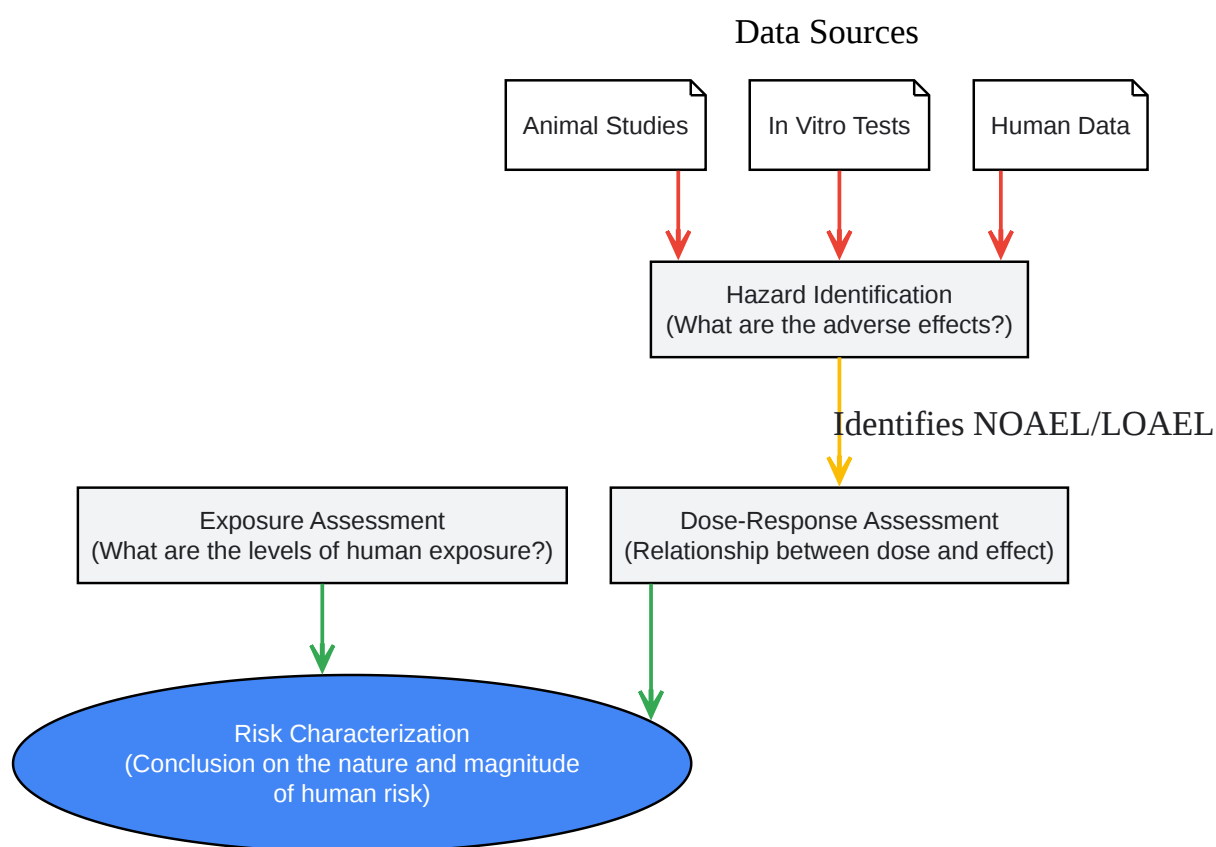 Data Sources
Animal Studies
In Vitro Tests
Human Data
Hazard Identification
(What are the adverse effects?)
Identifies NOAEL/LOAEL
Exposure Assessment
(What are the levels of human exposure?)
Dose-Response Assessment
(Relationship between dose and effect)
Risk Characterization
(Conclusion on the nature and magnitude
of human risk)